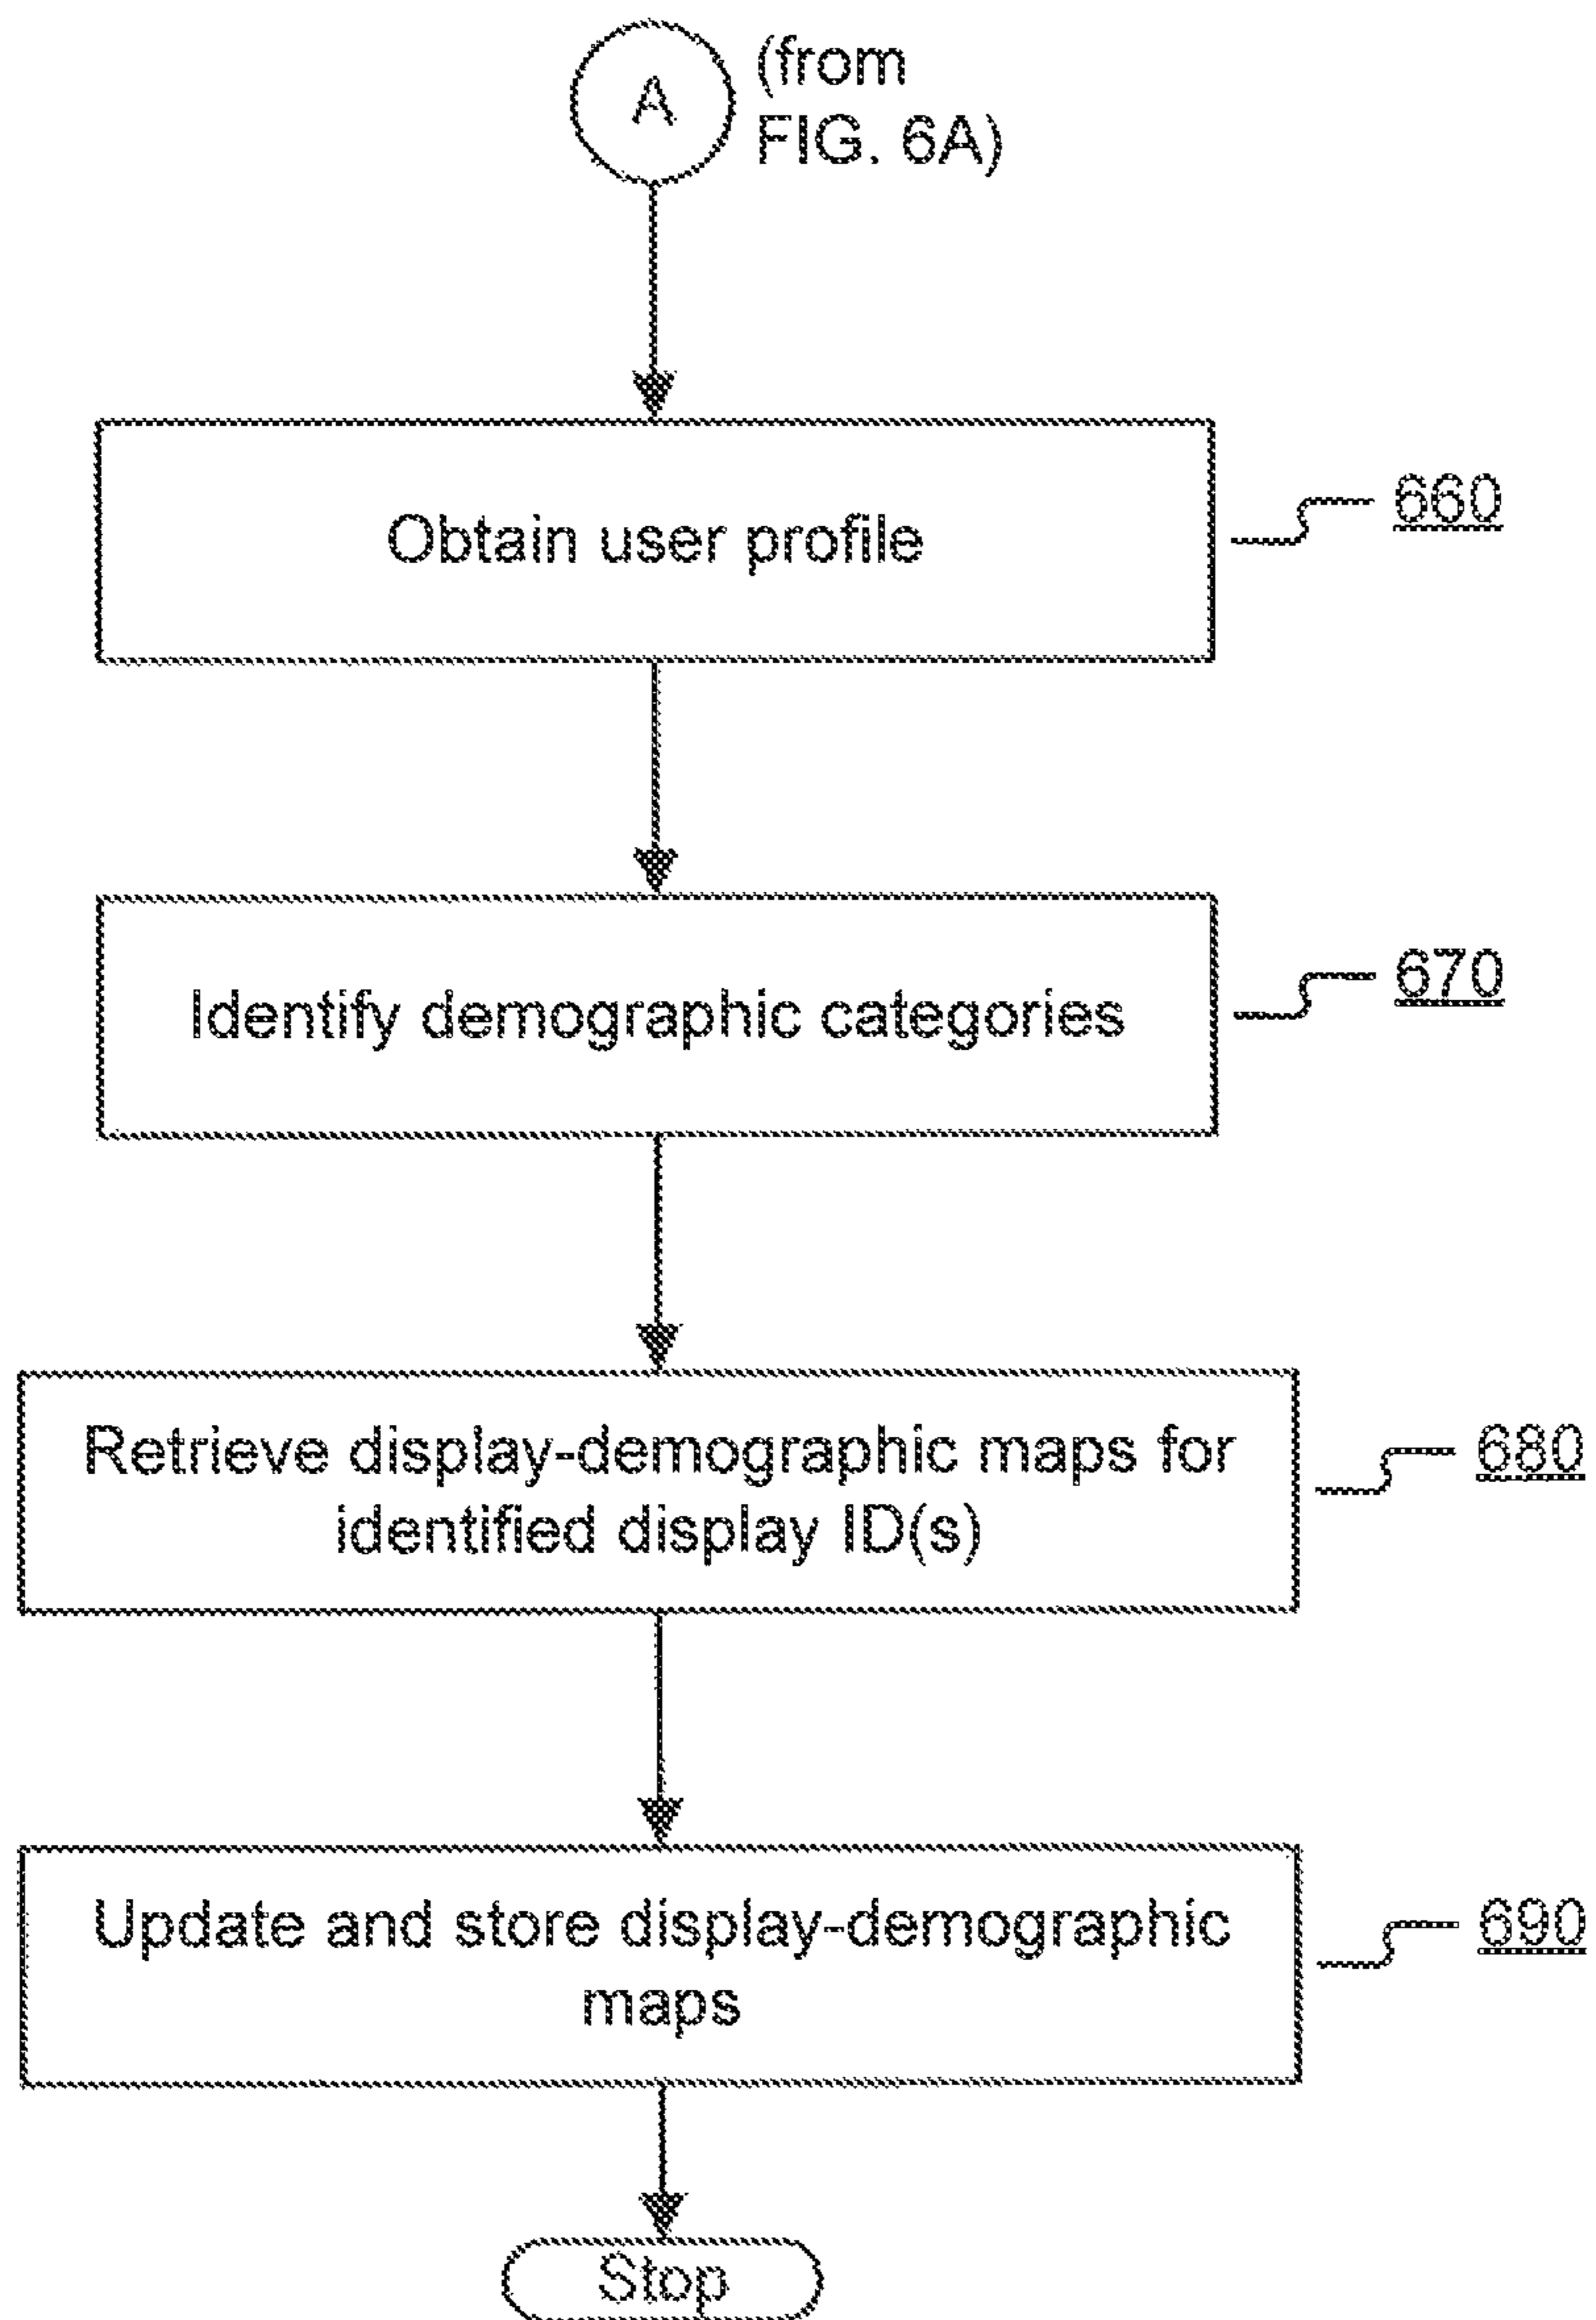 A
(from
FIG. 6A)
Obtain user profile
660
Identify demographic categories
670
Retrieve display-demographic maps for
identified display ID(s)
680
Update and store display-demographic
maps
690
Stop